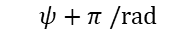 ψ + π /rad